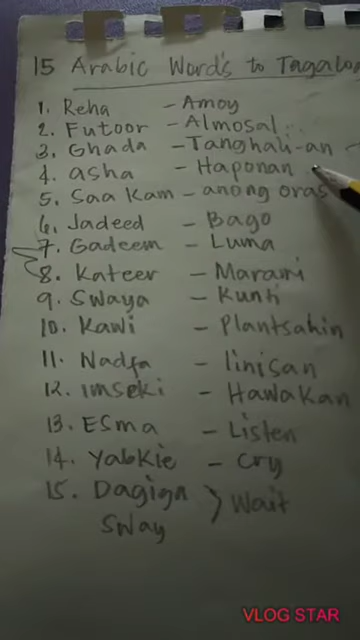 15 Arabic Word's to Tagalog
1. Reha - Amoy
2. Futoor - Almosal
3. Ghada - Tanghali-an -
4. asha - Haponan
5. Saa Kam - anong oras
6. Jadeed - Bago
7. Gadeem - Luma
8. Kateer - Marami
9. Swaya - Kunti
10. Kawi - Plantsahin
11. Nadfa - linisan
12. imseki - Hawakan
13. ESma - Listen
14. Yabkie - Cry
15. Dagiga } Wait
Sway
VLOG STAR